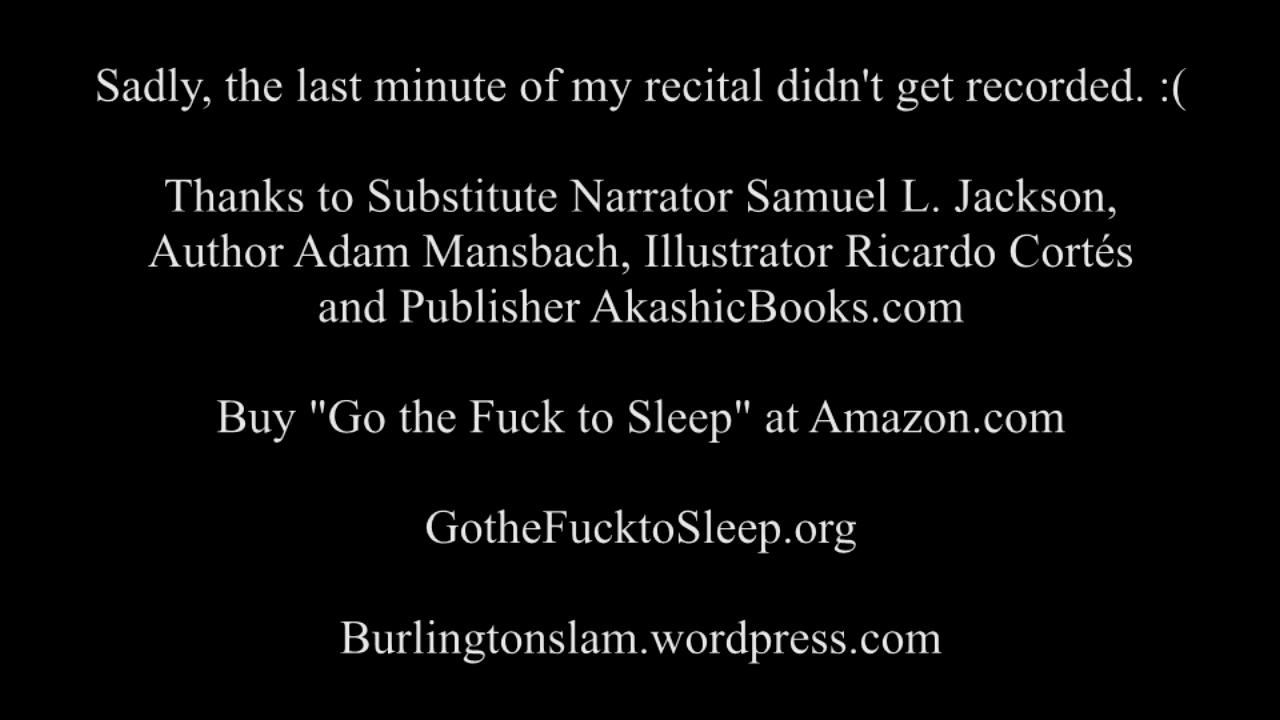 Sadly, the last minute of my recital didn't get recorded. :(
Thanks to Substitute Narrator Samuel L. Jackson,
Author Adam Mansbach, Illustrator Ricardo Cortés
and Publisher AkashicBooks.com
Buy "Go the Fuck to Sleep" at Amazon.com
GotheFucktoSleep.org
Burlingtonslam.wordpress.com